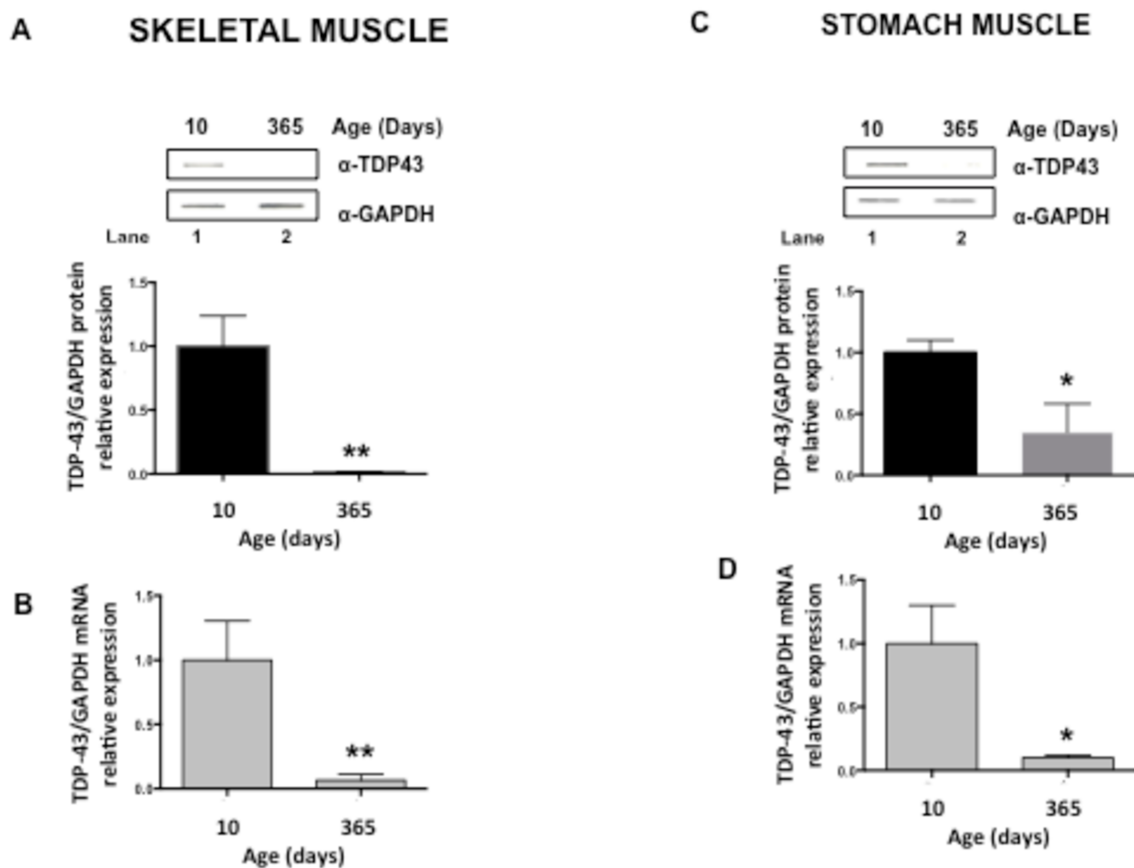 A SKELETAL MUSCLE
10 365 Age (Days)
α-TDP43
α-GAPDH
Lane 1 2
TDP-43/GAPDH protein
relative expression
1.5
1.0
0.5
0.0
**
10 365
Age (days)
B
TDP-43/GAPDH mRNA
relative expression
1.5
1.0
0.5
0.0
**
10 365
Age (days)
C STOMACH MUSCLE
10 365 Age (Days)
α-TDP43
α-GAPDH
Lane 1 2
TDP-43/GAPDH protein
relative expression
1.5
1.0
0.5
0.0
*
10 365
Age (days)
D
TDP-43/GAPDH mRNA
relative expression
1.5
1.0
0.5
0.0
*
10 365
Age (days)